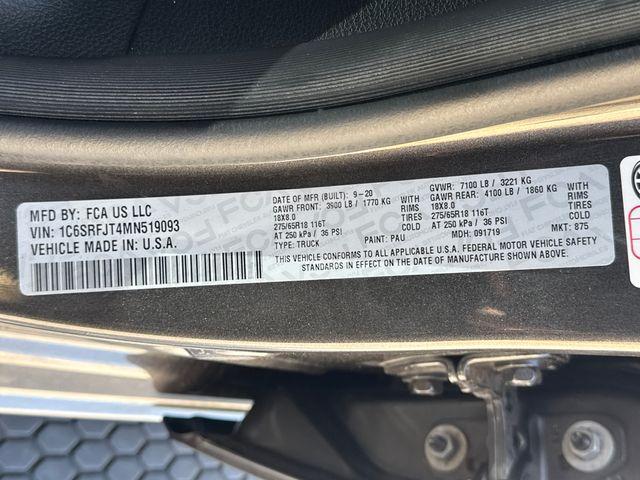 MFD BY: FCA US LLC
VIN: 1C6SRFJT4MN519093
VEHICLE MADE IN U.S.A.
DATE OF MFR (BUILT): 9-20
GAWR FRONT: 3900 LB / 1770 KG
18X8.0 WITH RIMS
275/65R18 116T TIRES
AT 250 kPa / 36 PSI
TYPE: TRUCK PAINT: PAU
GVWR: 7100 LB / 3221 KG
GAWR REAR: 4100 LB / 1860 KG
18X8.0 WITH RIMS
275/65R18 116T TIRES
AT 250 kPa / 36 PSI
MDH: 091719 MKT: 875
THIS VEHICLE CONFORMS TO ALL APPLICABLE U.S.A. FEDERAL MOTOR VEHICLE SAFETY
STANDARDS IN EFFECT ON THE DATE OF MANUFACTURE SHOWN ABOVE.